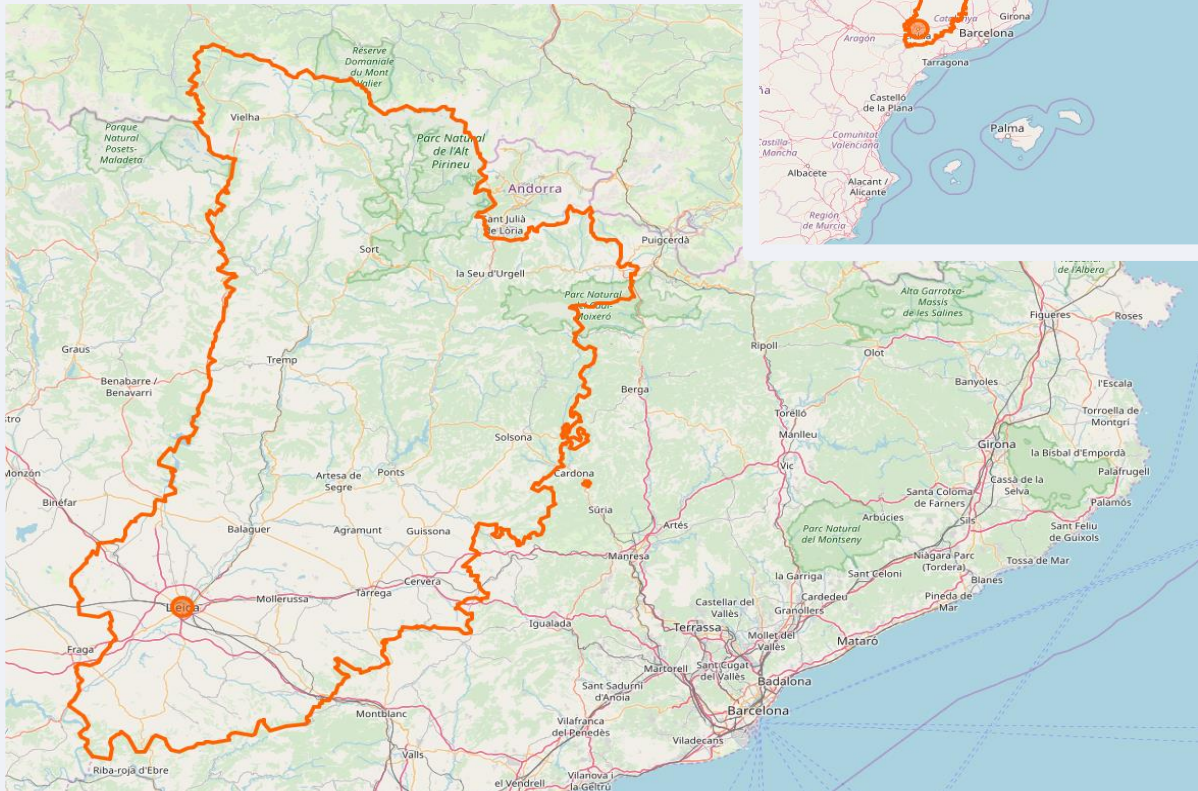 Réserve
Domaniale
du Mont
Valier
Vielha
Parque
Natural
Posets-
Maladeta
Parc Natural
de l'Alt
Pirineu
Andorra
Sant Julià
de Lòria
Puigcerdà
Sort
la Seu d'Urgell
Parc Natural
Moixeró
Graus
Tremp
Benabarre /
Benavarri
Berga
Ripoll
Alta Garrotxa-
Massis
de les Salines
de l'Albera
Figueres
Roses
Olot
Banyoles
l'Escala
Torroella de
Montgrí
Torelló
Manlleu
Girona
la Bisbal d'Empordà
Solsona
Vic
Cassà de la
Selva
Palafrugell
Palamós
Monzón
Artesa de
Segre
Ponts
Cardona
Santa Coloma
de Farners
Binéfar
Súria
Artés
Arbúcies
Sils
Sant Feliu
de Guíxols
Balaguer
Agramunt
Guissona
Parc Natural
del Montseny
Manresa
Niàgara Parc
(Tordera)
Tossa de Mar
la Garriga
Sant Celoni
Blanes
Cervera
Tàrrega
Mollerussa
Lleida
Castellar del
Vallès
Cardedeu
Granollers
Pineda de
Mar
Igualada
Terrassa
Mollet del
Vallès
Mataró
Fraga
Martorell
Sant Cugat
del Vallès
Badalona
Sant Sadurní
d'Anoia
Barcelona
Montblanc
Vilafranca
del Penedès
Viladecans
Valls
Riba-roja d'Ebre
el Vendrell
Vilanova i
la Geltrú
Catalunya
Girona
Aragón
Barcelona
Tarragona
Castelló
de la Plana
Palma
Comunitat
Valenciana
Castilla-
Mancha
Albacete
Alacant /
Alicante
Región
de Murcia